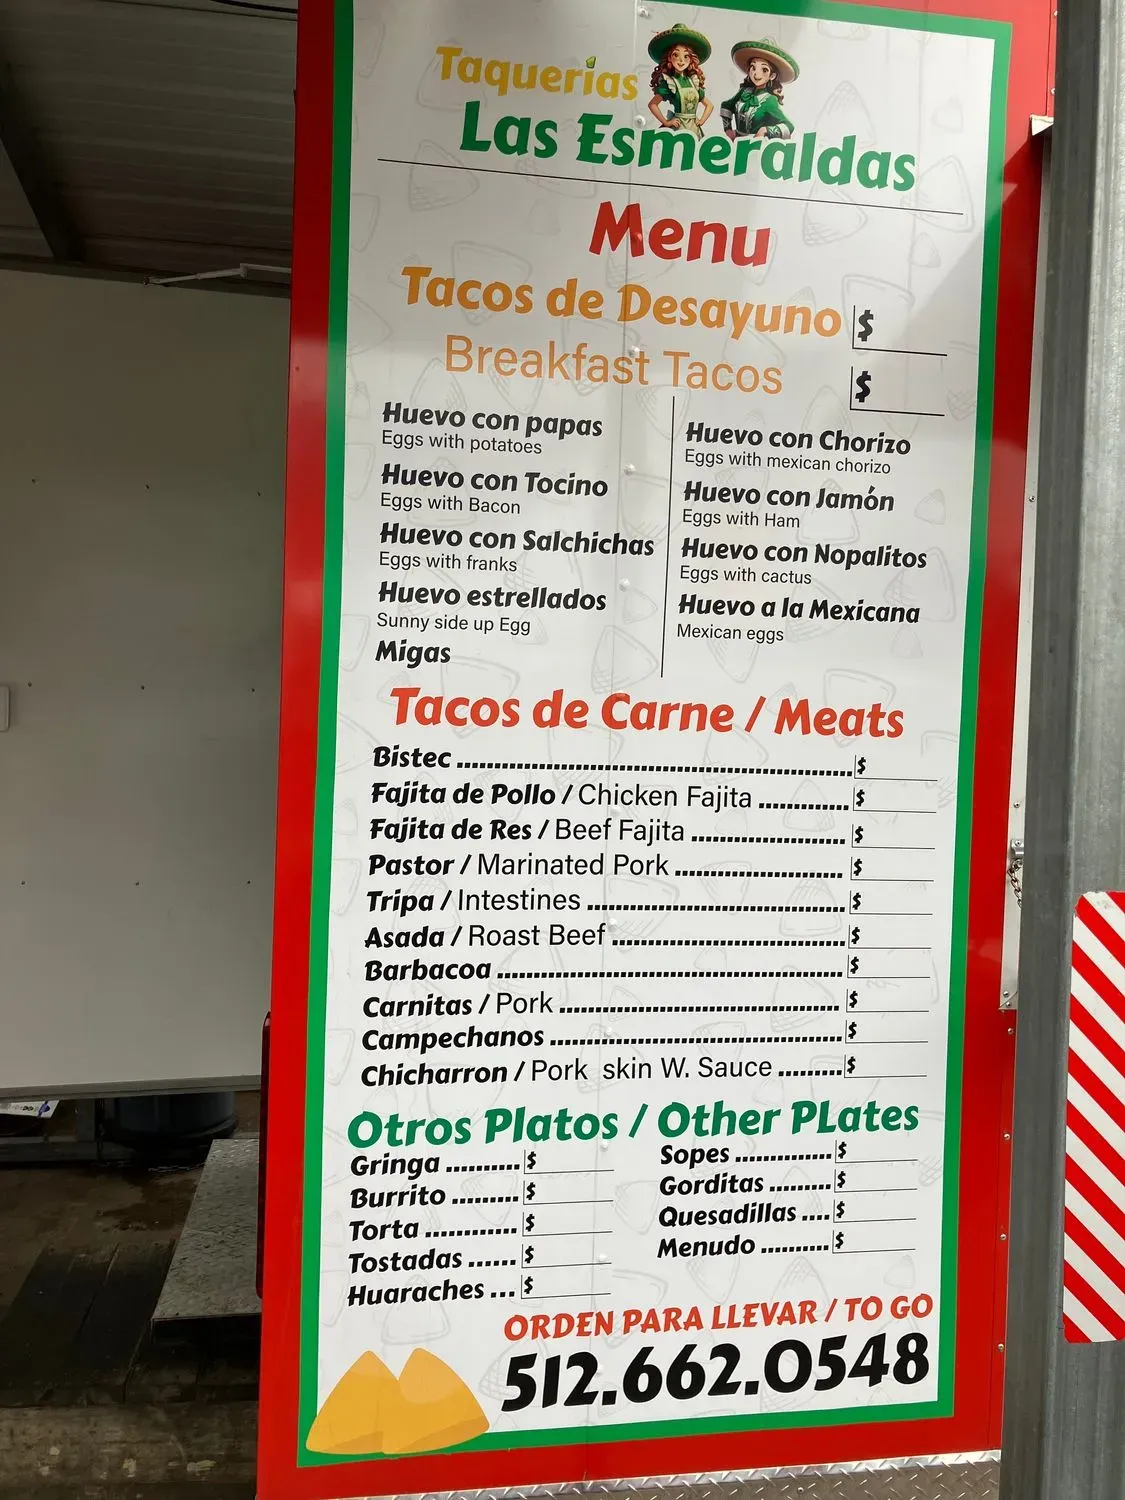 Taquerías
Las Esmeraldas
Menu
Tacos de Desayuno $
Breakfast Tacos $
Huevo con papas
Eggs with potatoes
Huevo con Tocino
Eggs with Bacon
Huevo con Salchichas
Eggs with franks
Huevo estrellados
Sunny side up Egg
Migas
Huevo con Chorizo
Eggs with mexican chorizo
Huevo con Jamón
Eggs with Ham
Huevo con Nopalitos
Eggs with cactus
Huevo a la Mexicana
Mexican eggs
Tacos de Carne / Meats
Bistec ........ $
Fajita de Pollo / Chicken Fajita ........ $
Fajita de Res / Beef Fajita ........ $
Pastor / Marinated Pork ........ $
Tripa / Intestines ........ $
Asada / Roast Beef ........ $
Barbacoa ........ $
Carnitas / Pork ........ $
Campechanos ........ $
Chicharron / Pork skin W. Sauce ......... $
Otros Platos / Other PLates
Gringa .......... $
Burrito ......... $
Torta ............ $
Tostadas ...... $
Huaraches ... $
Sopes ............. $
Gorditas ......... $
Quesadillas .... $
Menudo .......... $
ORDEN PARA LLEVAR / TO GO
512.662.0548